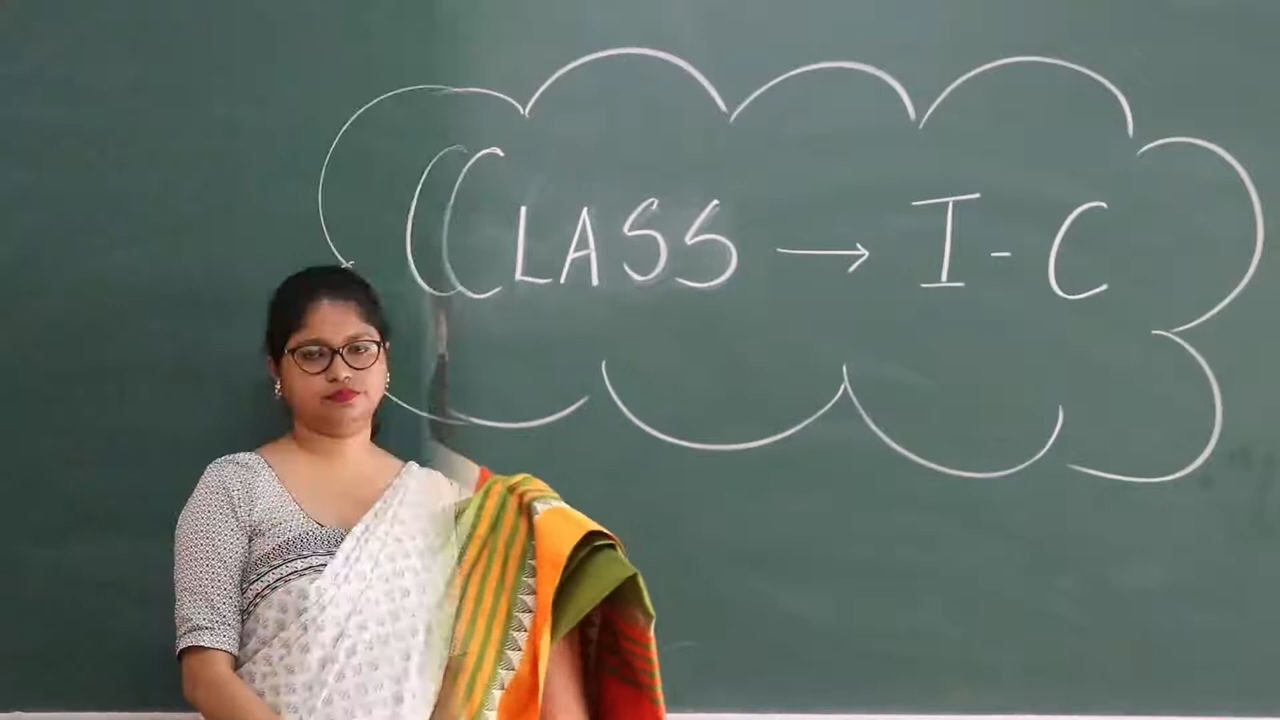 CLASS → I - C